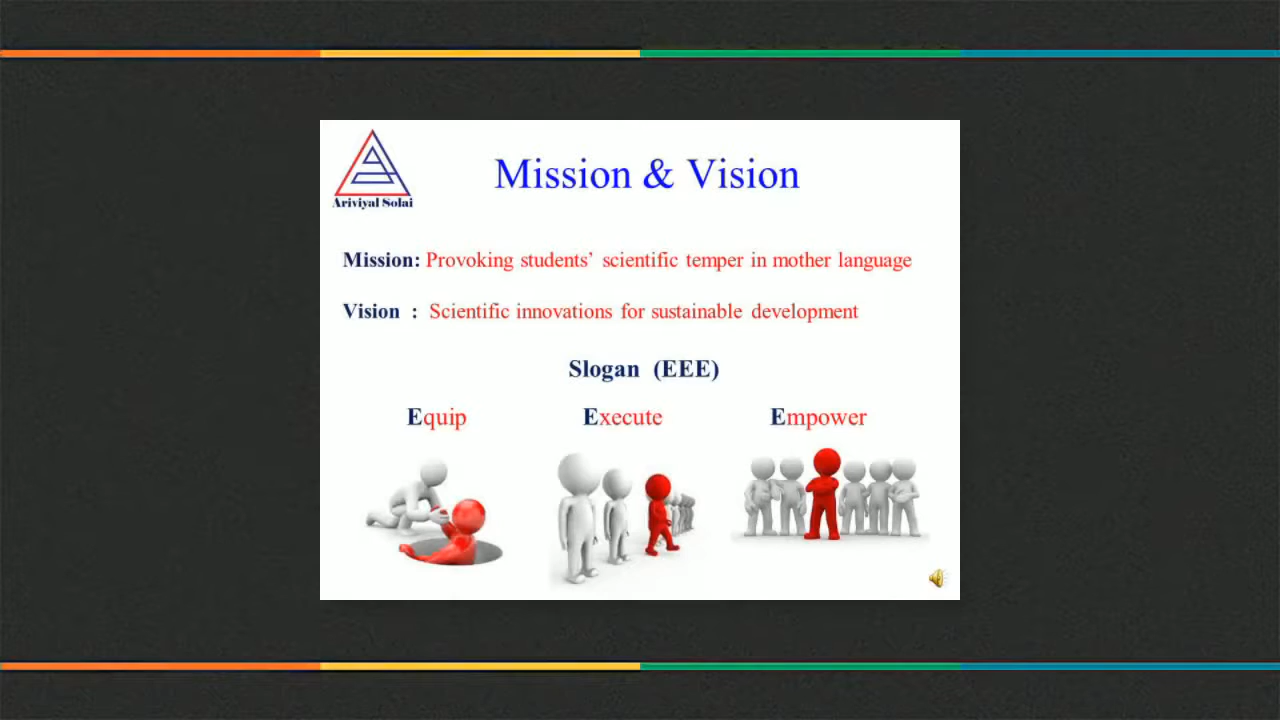 Ariviyal Solai
Mission & Vision
Mission: Provoking students’ scientific temper in mother language
Vision : Scientific innovations for sustainable development
Slogan (EEE)
Equip Execute Empower